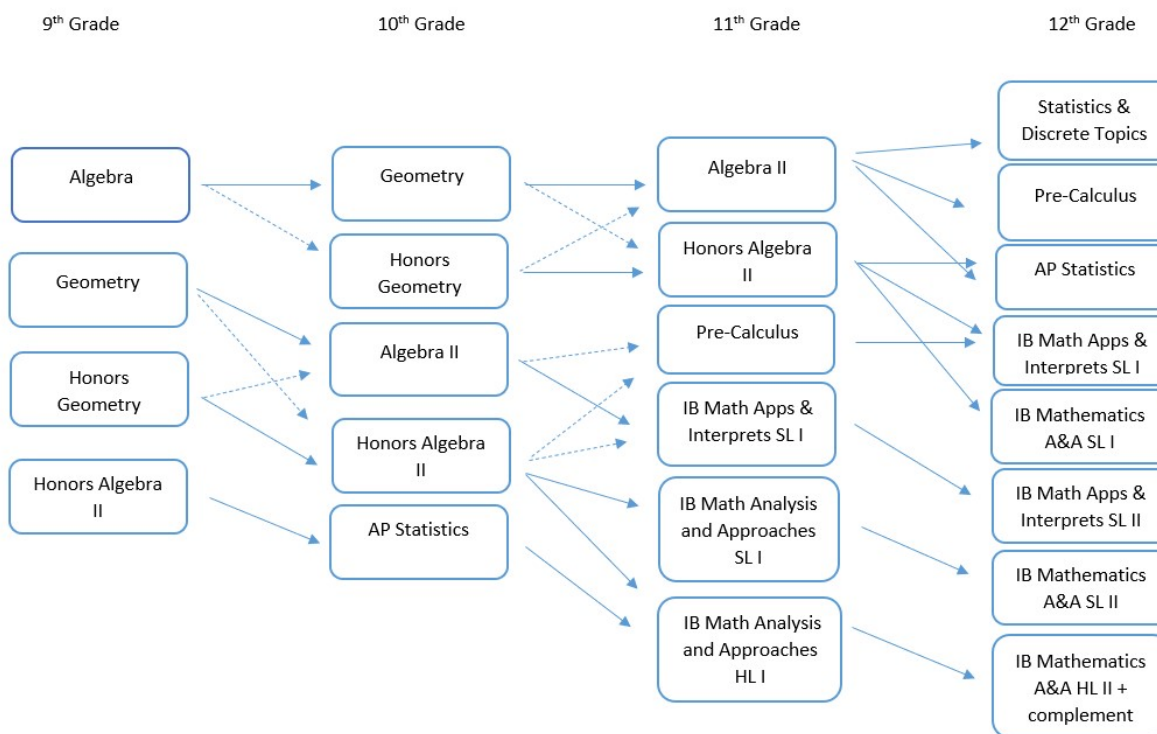 9th Grade
10th Grade
11th Grade
12th Grade
Algebra
Geometry
Honors
Geometry
Honors Algebra
II
Geometry
Honors
Geometry
Algebra II
Honors Algebra
II
AP Statistics
Algebra II
Honors Algebra
II
Pre-Calculus
IB Math Apps &
Interprets SL I
IB Math Analysis
and Approaches
SL I
IB Math Analysis
and Approaches
HL I
Statistics &
Discrete Topics
Pre-Calculus
AP Statistics
IB Math Apps &
Interprets SL I
IB Mathematics
A&A SL I
IB Math Apps &
Interprets SL II
IB Mathematics
A&A SL II
IB Mathematics
A&A HL II +
complement